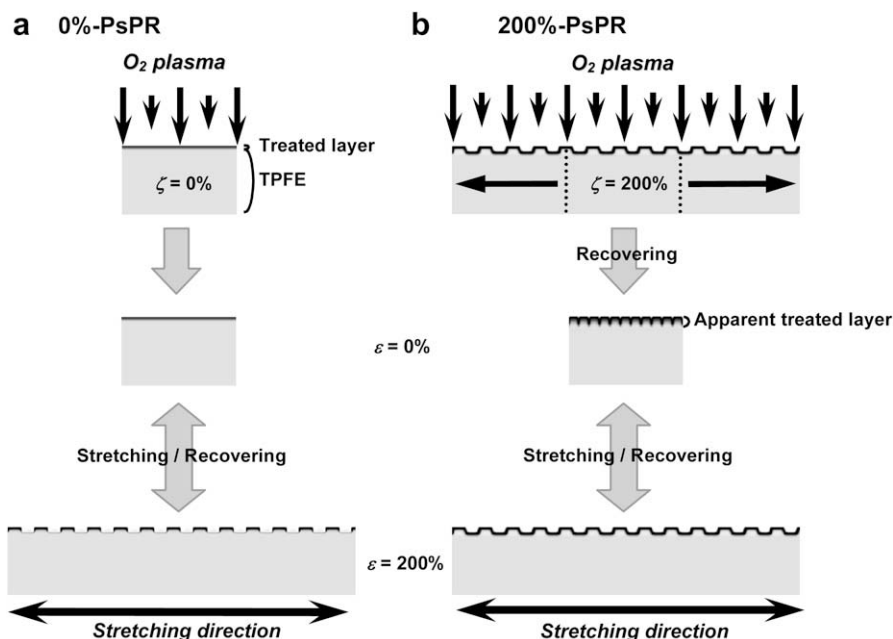 a 0%-PsPR
O₂ plasma
Treated layer
TPFE
ζ = 0%
Stretching / Recovering
Stretching direction
ε = 0%
ε = 200%
b 200%-PsPR
O₂ plasma
ζ = 200%
Recovering
Apparent treated layer
Stretching / Recovering
Stretching direction